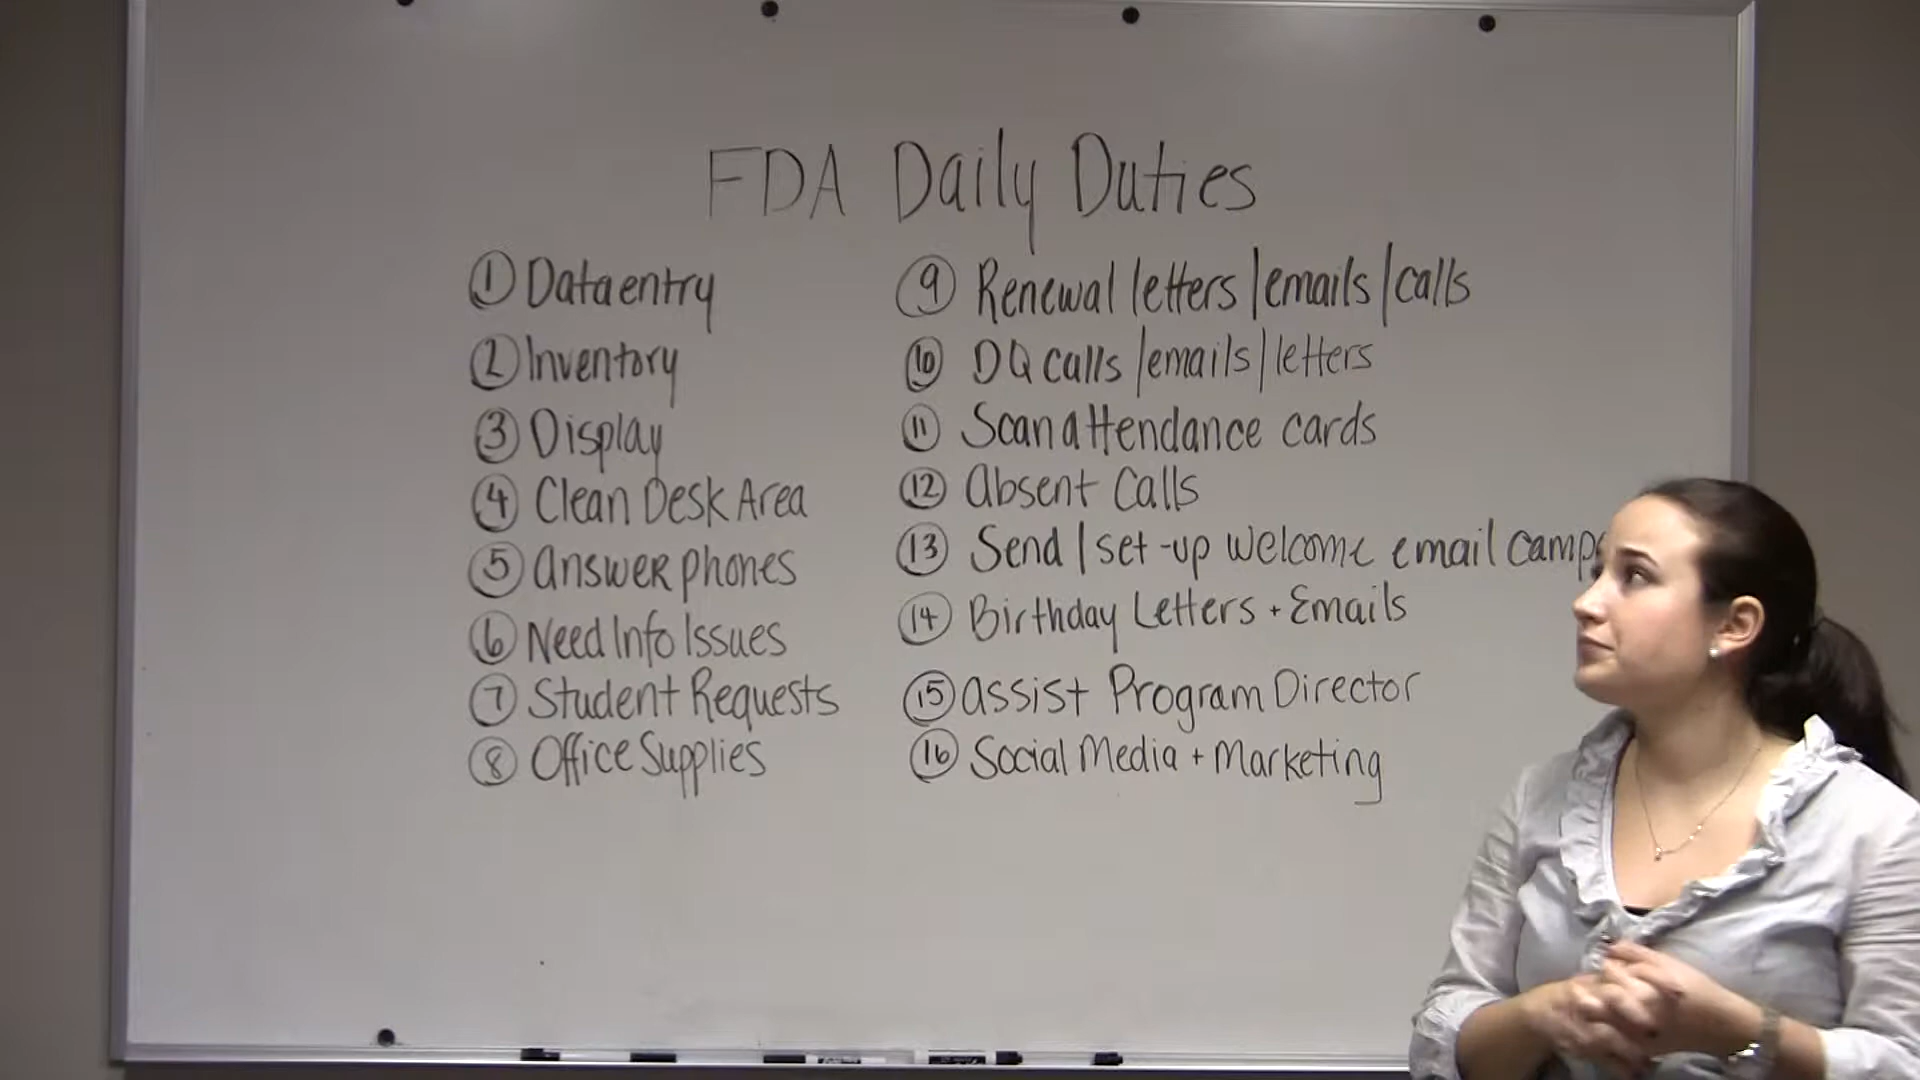 FDA Daily Duties
1 Data entry
2 Inventory
3 Display
4 Clean Desk Area
5 Answer phones
6 Need Info Issues
7 Student Requests
8 Office Supplies
9 Renewal letters/emails/calls
10 DQ calls/emails/letters
11 Scan attendance cards
12 Absent Calls
13 Send/set-up welcome email
14 Birthday Letters + Emails
15 Assist Program Director
16 Social Media + Marketing